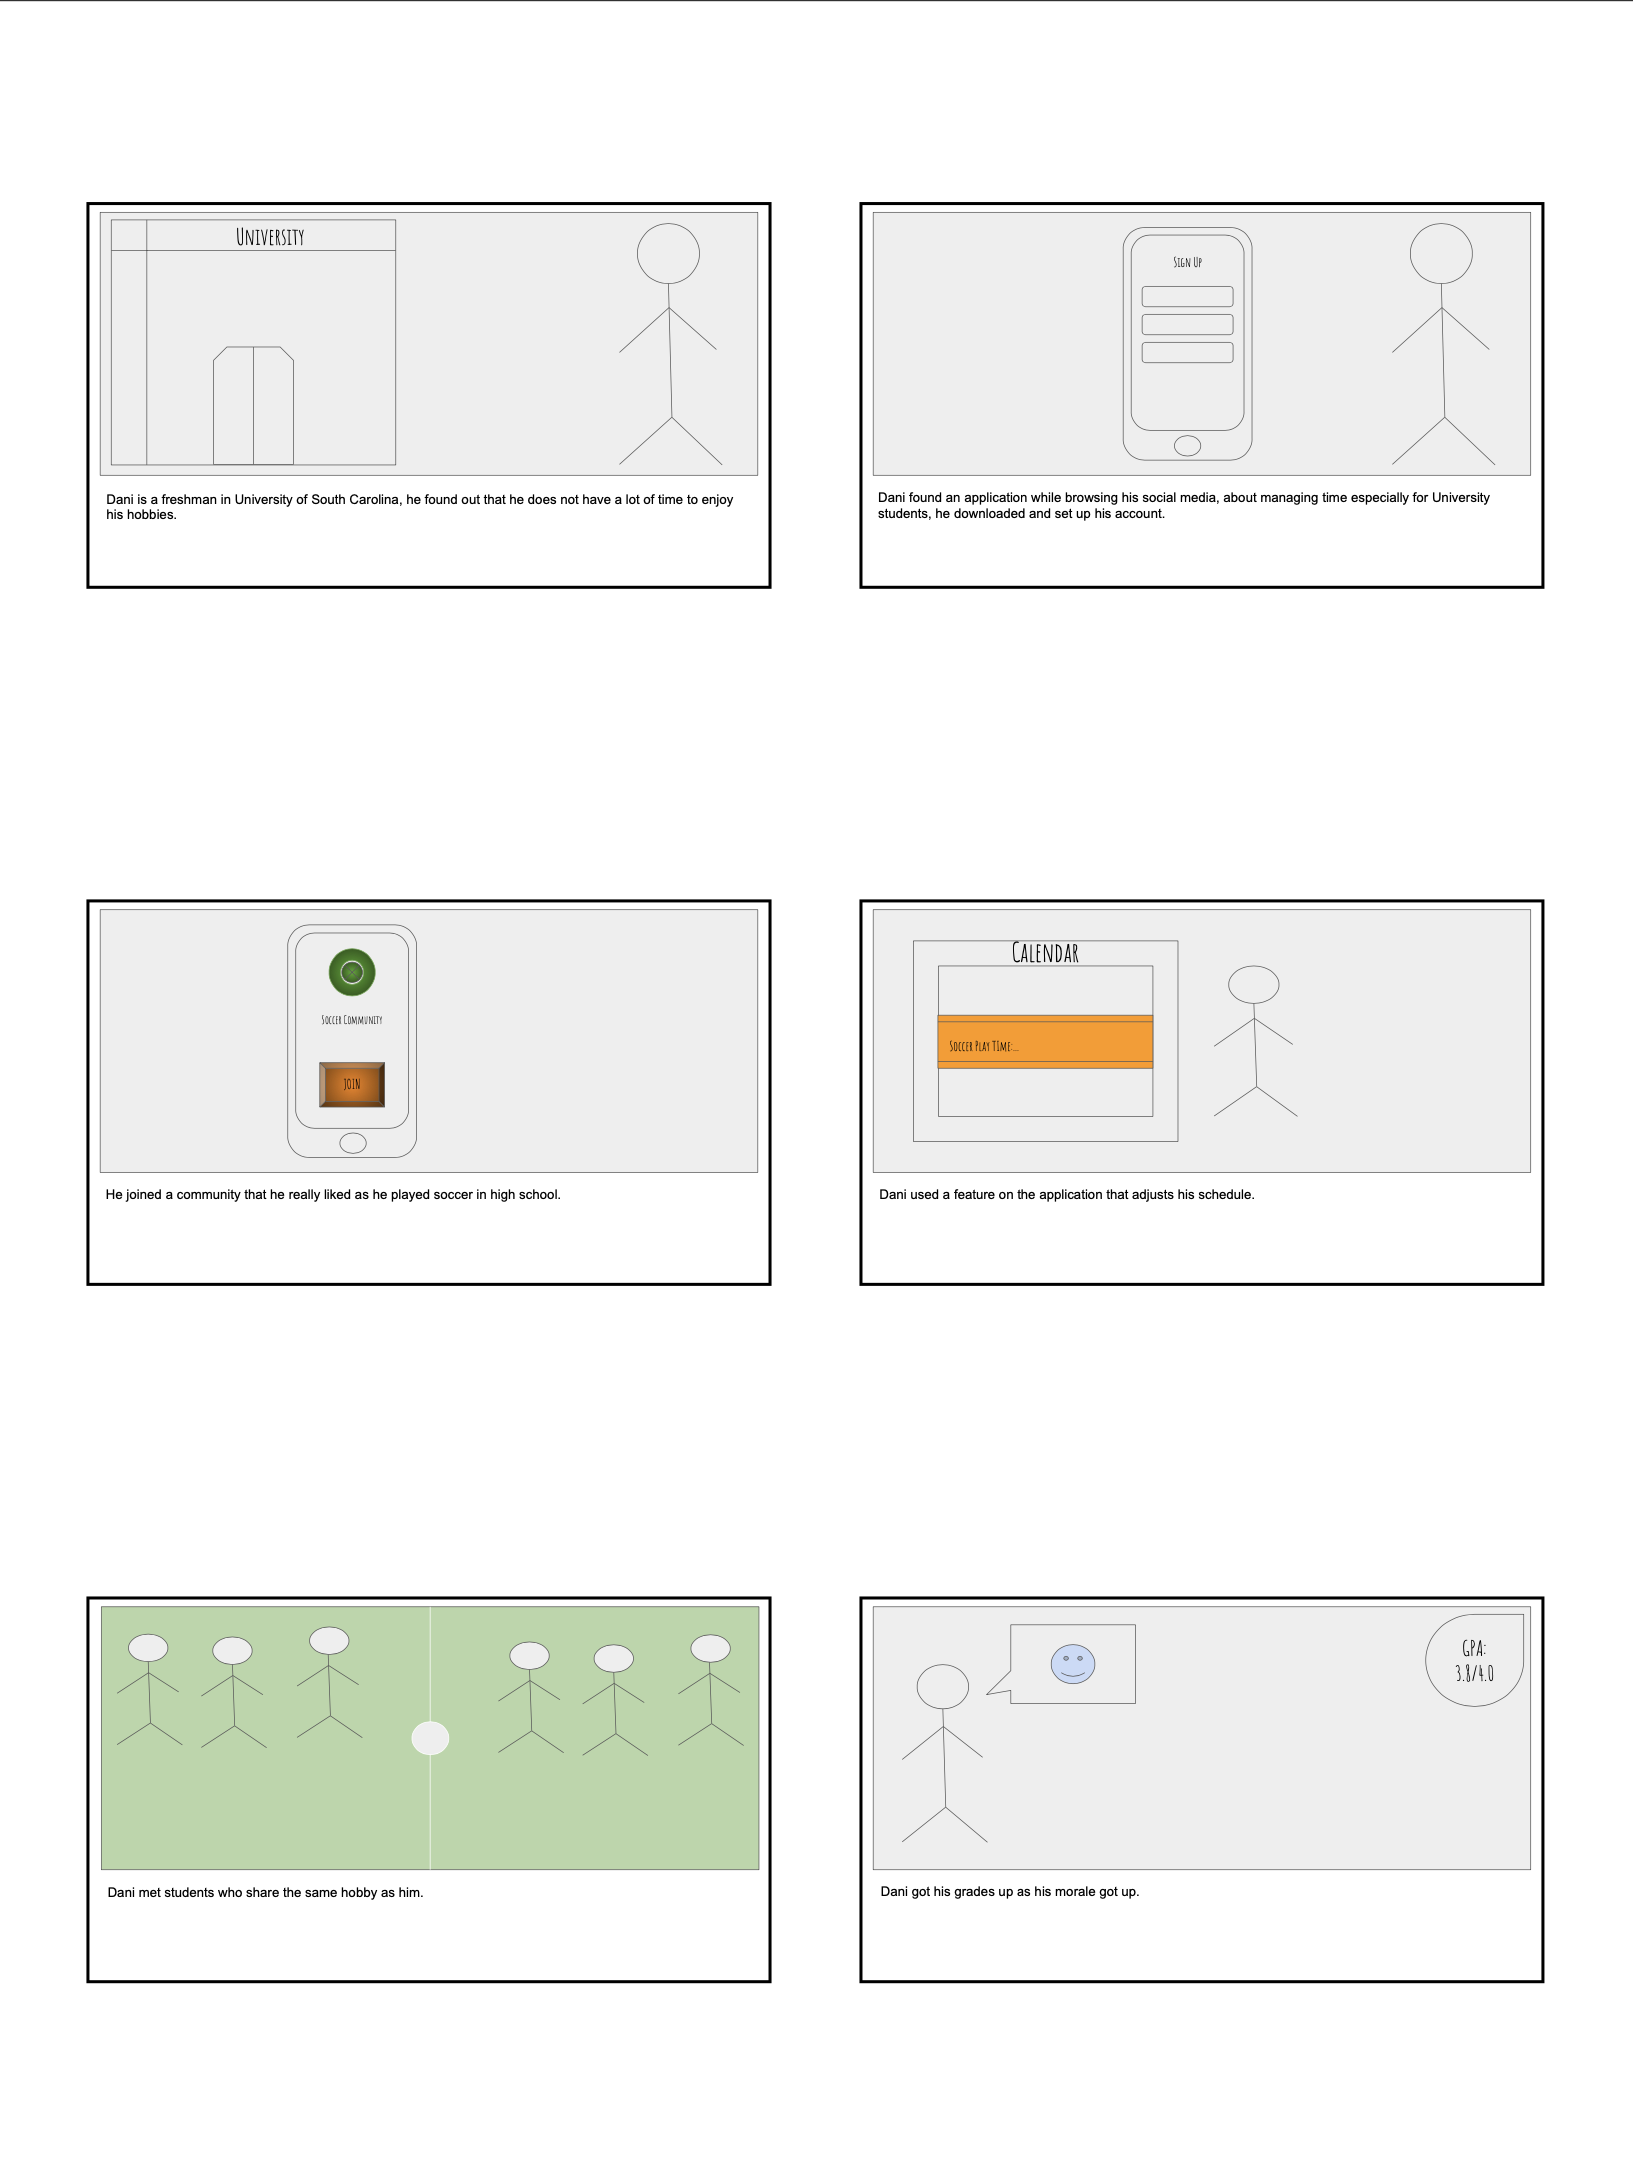 University
Dani is a freshman in University of South Carolina, he found out that he does not have a lot of time to enjoy
his hobbies.
Sign Up
Dani found an application while browsing his social media, about managing time especially for University
students, he downloaded and set up his account.
Soccer Community
JOIN
He joined a community that he really liked as he played soccer in high school.
Calendar
Soccer Play Time:...
Dani used a feature on the application that adjusts his schedule.
Dani met students who share the same hobby as him.
GPA:
3.8/4.0
Dani got his grades up as his morale got up.